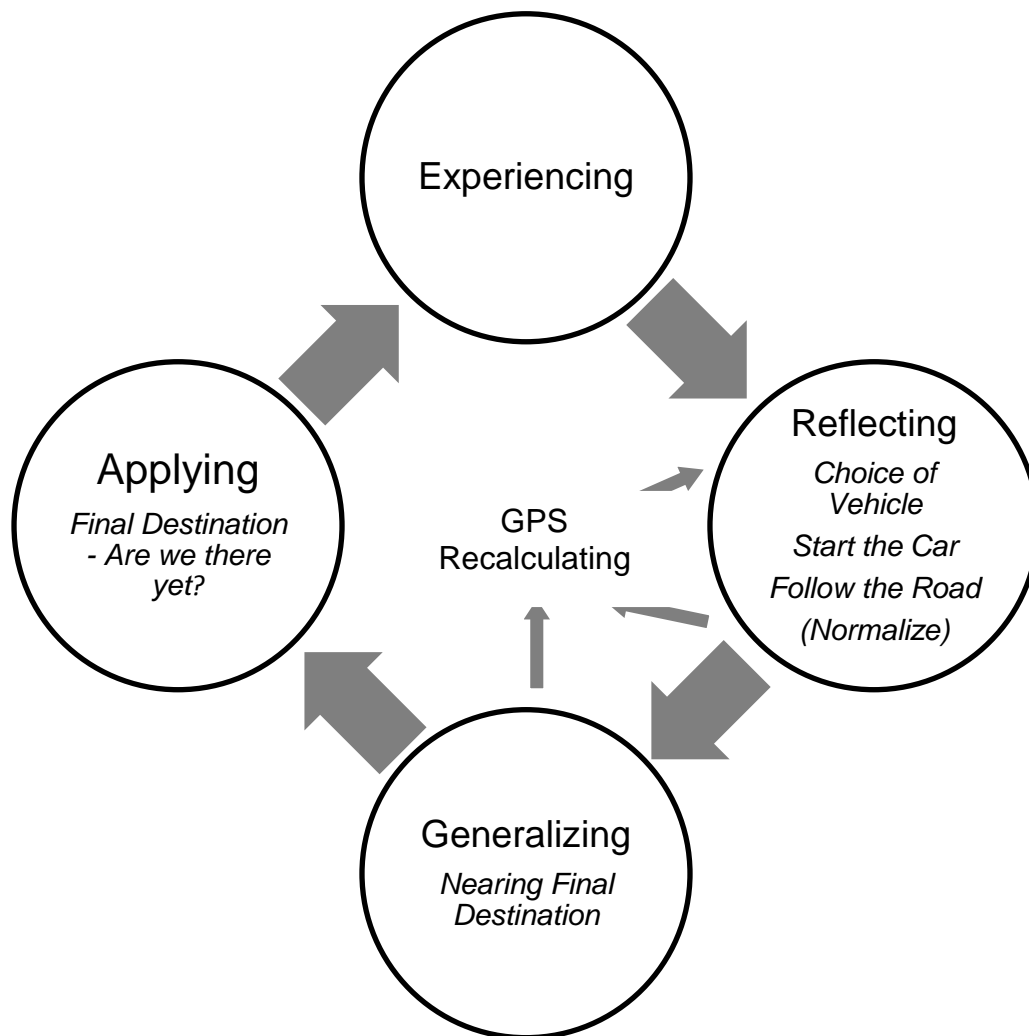 Experiencing
Reflecting
Choice of
Vehicle
Start the Car
Follow the Road
(Normalize)
Applying
Final Destination
- Are we there
yet?
GPS
Recalculating
Generalizing
Nearing Final
Destination